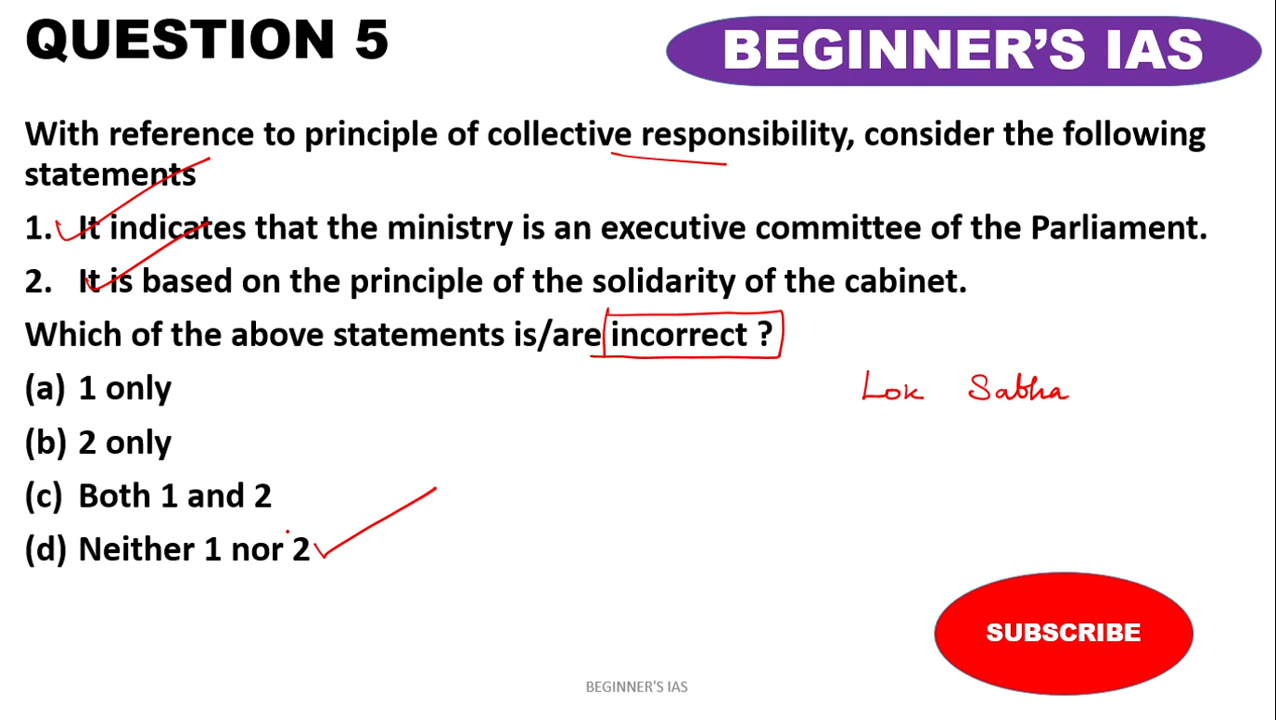 QUESTION 5
BEGINNER'S IAS
With reference to principle of collective responsibility, consider the following
statements
1. It indicates that the ministry is an executive committee of the Parliament.
2. It is based on the principle of the solidarity of the cabinet.
Which of the above statements is/are incorrect ?
(a) 1 only
Lok Sabha
(b) 2 only
(c) Both 1 and 2
(d) Neither 1 nor 2
SUBSCRIBE
BEGINNER'S IAS